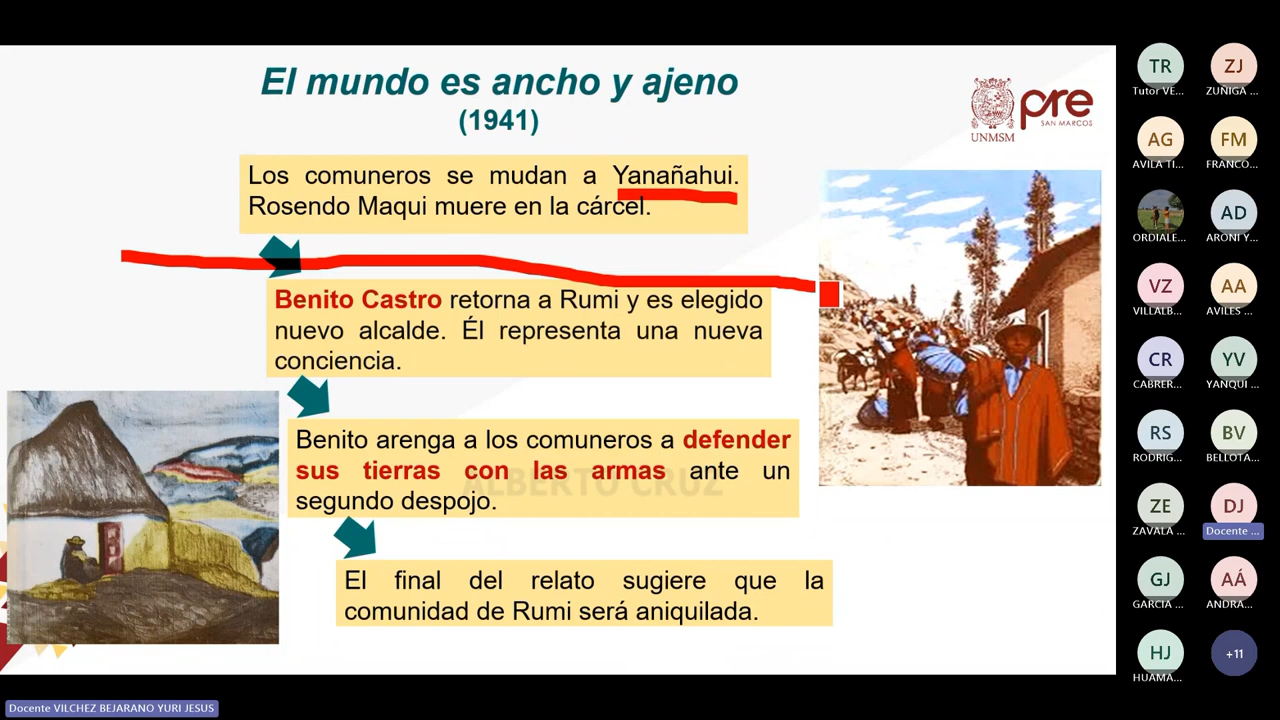 El mundo es ancho y ajeno
(1941)
UNMSM
pre
SAN MARCOS
Los comuneros se mudan a Yanañahui.
Rosendo Maqui muere en la cárcel.
Benito Castro retorna a Rumi y es elegido
nuevo alcalde. Él representa una nueva
conciencia.
Benito arenga a los comuneros a defender
sus tierras con las armas ante un
segundo despojo.
ALBERTO CRUZ
El final del relato sugiere que la
comunidad de Rumi será aniquilada.
TR
Tutor VE...
ZJ
ZUÑIGA ...
AG
AVILA TI...
FM
FRANCO...
ORDIALE...
AD
ARONI Y...
VZ
VILLALB...
AA
AVILES ...
CR
CABRER...
YV
YANQUI ...
RS
RODRIG...
BV
BELLOTA...
ZE
ZAVALA ...
DJ
Docente ...
GJ
GARCIA ...
AÁ
ANDRA...
HJ
HUAMA...
+11
Docente VILCHEZ BEJARANO YURI JESUS